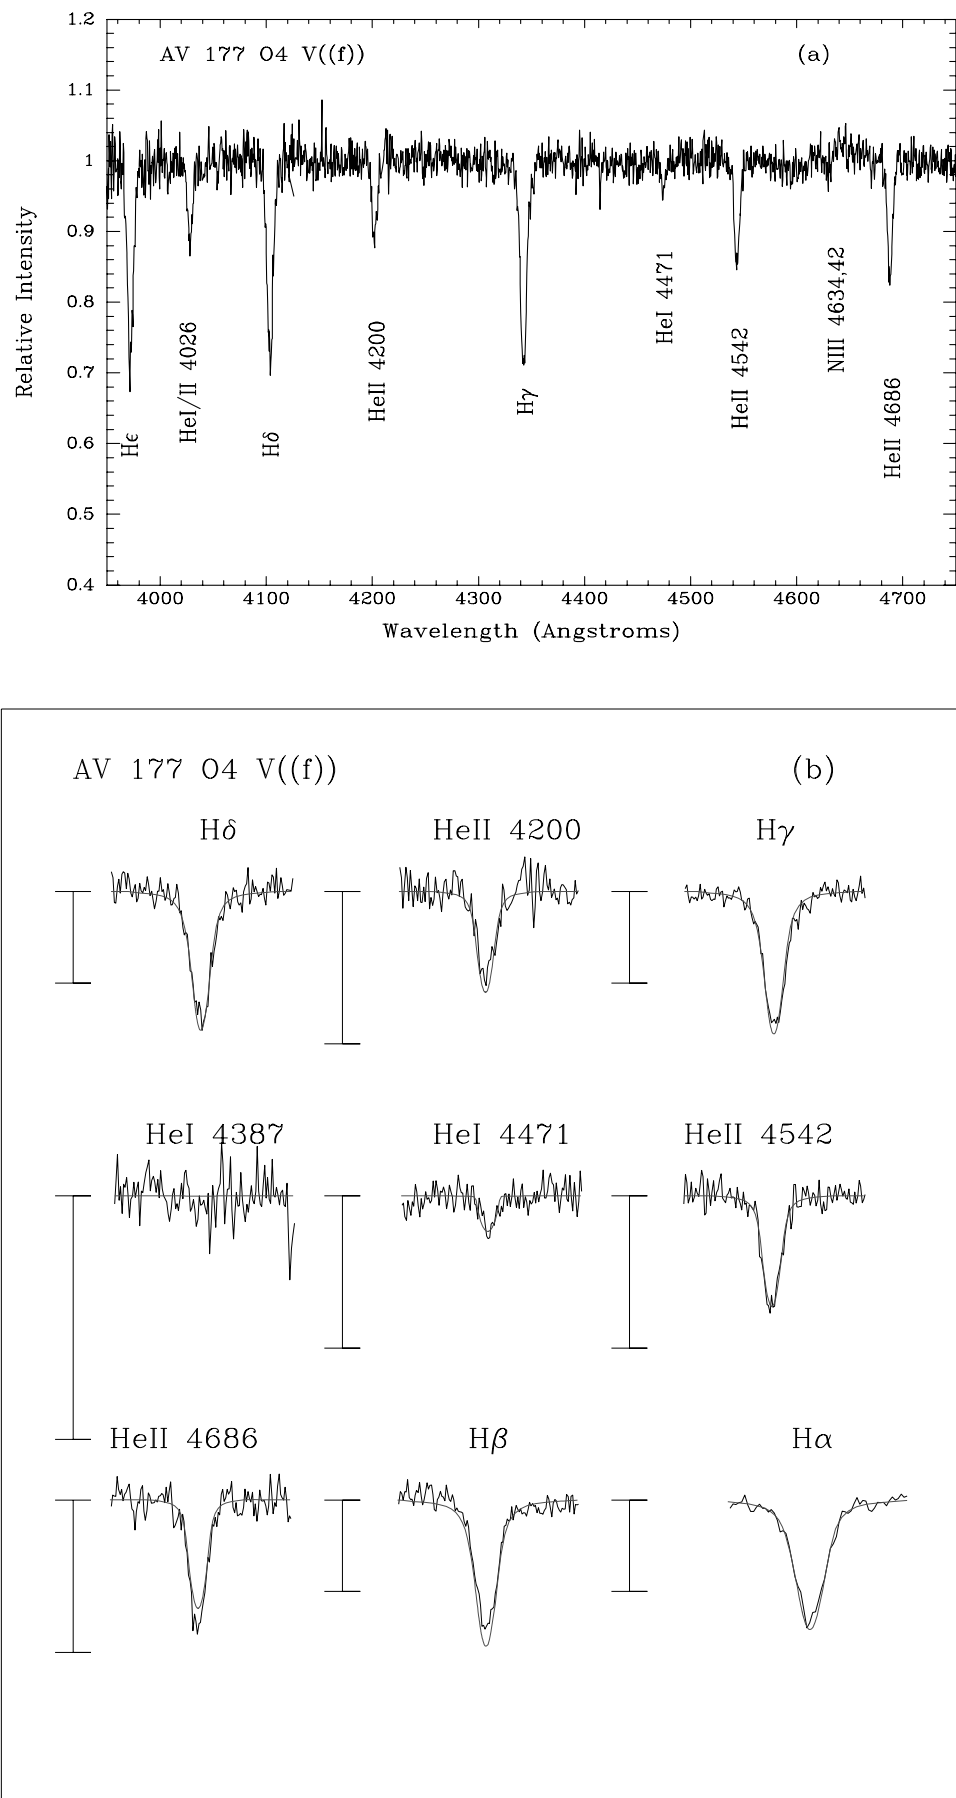 1.2
AV 177 O4 V((f))
(a)
1.1
1
0.9
0.8
0.7
0.6
0.5
0.4
Relative Intensity
Hϵ
HeI/II 4026
Hδ
HeII 4200
Hγ
HeI 4471
HeII 4542
NIII 4634,42
HeII 4686
4000 4100 4200 4300 4400 4500 4600 4700
Wavelength (Angstroms)
AV 177 O4 V((f))
(b)
Hδ
HeII 4200
Hγ
HeI 4387
HeI 4471
HeII 4542
HeII 4686
Hβ
Hα